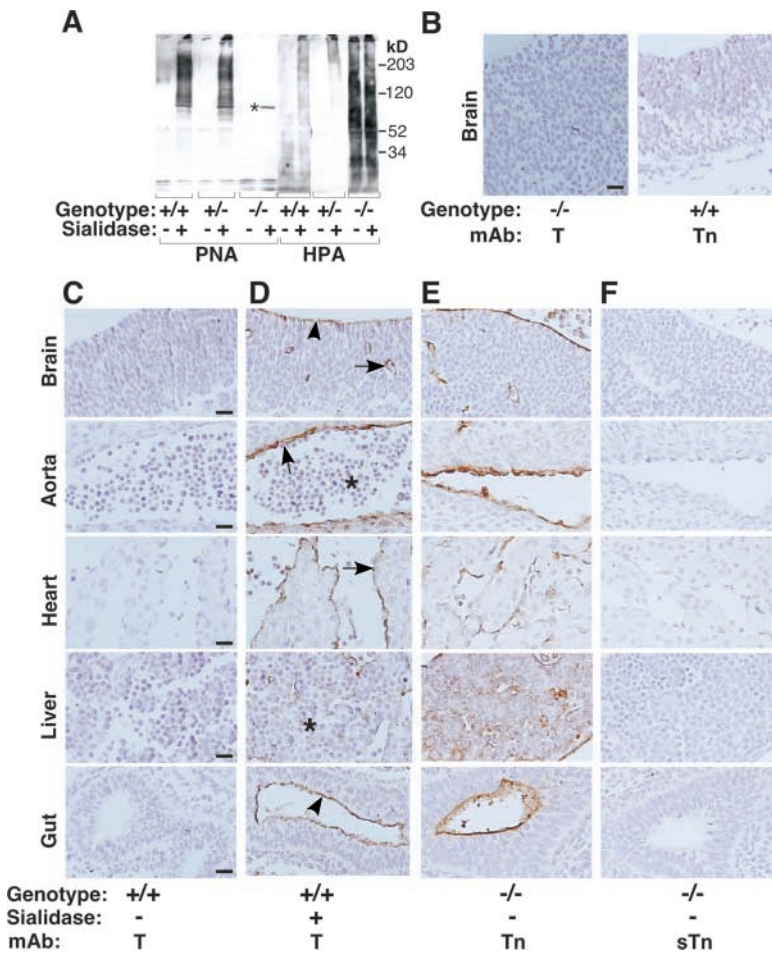 A
B
kD
-203
-120
-52
-34
*
Genotype: +/+ +/- -/- +/+ +/- -/-
Sialidase: - + - + - + - + - + - +
PNA HPA
Brain
Genotype: -/- +/+
mAb: T Tn
C D E F
Brain
Aorta
*
Heart
Liver
*
Gut
Genotype: +/+ +/+ -/- -/-
Sialidase: - + - -
mAb: T T Tn sTn